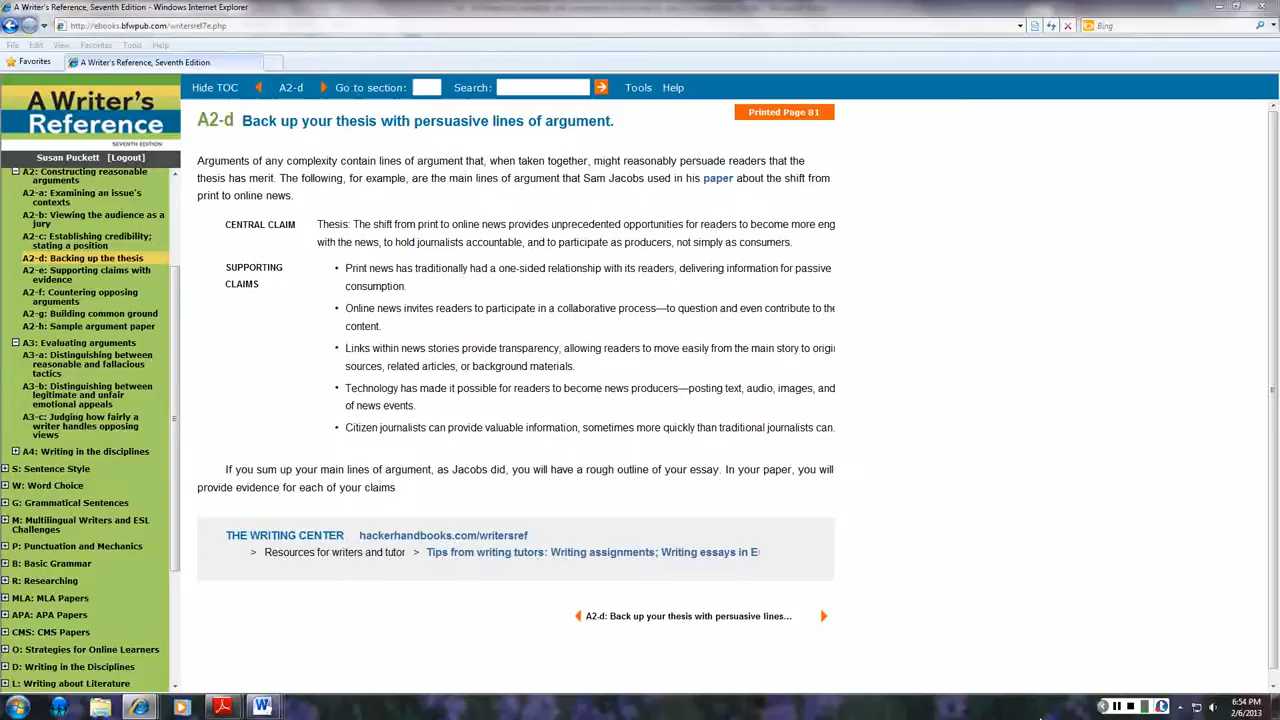 A Writer's Reference, Seventh Edition - Windows Internet Explorer
http://ebooks.bfwpub.com/writersref7e.php
Bing
File Edit View Favorites Tools Help
Favorites
A Writer's Reference, Seventh Edition
A Writer's
Reference
SEVENTH EDITION
Susan Puckett [Logout]
A2: Constructing reasonable
arguments
A2-a: Examining an issue's
contexts
A2-b: Viewing the audience as a
jury
A2-c: Establishing credibility;
stating a position
A2-d: Backing up the thesis
A2-e: Supporting claims with
evidence
A2-f: Countering opposing
arguments
A2-g: Building common ground
A2-h: Sample argument paper
A3: Evaluating arguments
A3-a: Distinguishing between
reasonable and fallacious
tactics
A3-b: Distinguishing between
legitimate and unfair
emotional appeals
A3-c: Judging how fairly a
writer handles opposing
views
A4: Writing in the disciplines
S: Sentence Style
W: Word Choice
G: Grammatical Sentences
M: Multilingual Writers and ESL
Challenges
P: Punctuation and Mechanics
B: Basic Grammar
R: Researching
MLA: MLA Papers
APA: APA Papers
CMS: CMS Papers
O: Strategies for Online Learners
D: Writing in the Disciplines
L: Writing about Literature
Hide TOC A2-d Go to section: Search: Tools Help
Printed Page 81
A2-d Back up your thesis with persuasive lines of argument.
Arguments of any complexity contain lines of argument that, when taken together, might reasonably persuade readers that the
thesis has merit. The following, for example, are the main lines of argument that Sam Jacobs used in his paper about the shift from
print to online news.
CENTRAL CLAIM Thesis: The shift from print to online news provides unprecedented opportunities for readers to become more eng
with the news, to hold journalists accountable, and to participate as producers, not simply as consumers.
SUPPORTING
CLAIMS
• Print news has traditionally had a one-sided relationship with its readers, delivering information for passive
consumption.
• Online news invites readers to participate in a collaborative process—to question and even contribute to the
content.
• Links within news stories provide transparency, allowing readers to move easily from the main story to origi
sources, related articles, or background materials.
• Technology has made it possible for readers to become news producers—posting text, audio, images, and
of news events.
• Citizen journalists can provide valuable information, sometimes more quickly than traditional journalists can.
If you sum up your main lines of argument, as Jacobs did, you will have a rough outline of your essay. In your paper, you will
provide evidence for each of your claims
THE WRITING CENTER hackerhandbooks.com/writersref
> Resources for writers and tutor > Tips from writing tutors: Writing assignments; Writing essays in E
A2-d: Back up your thesis with persuasive lines...
6:54 PM
2/6/2013